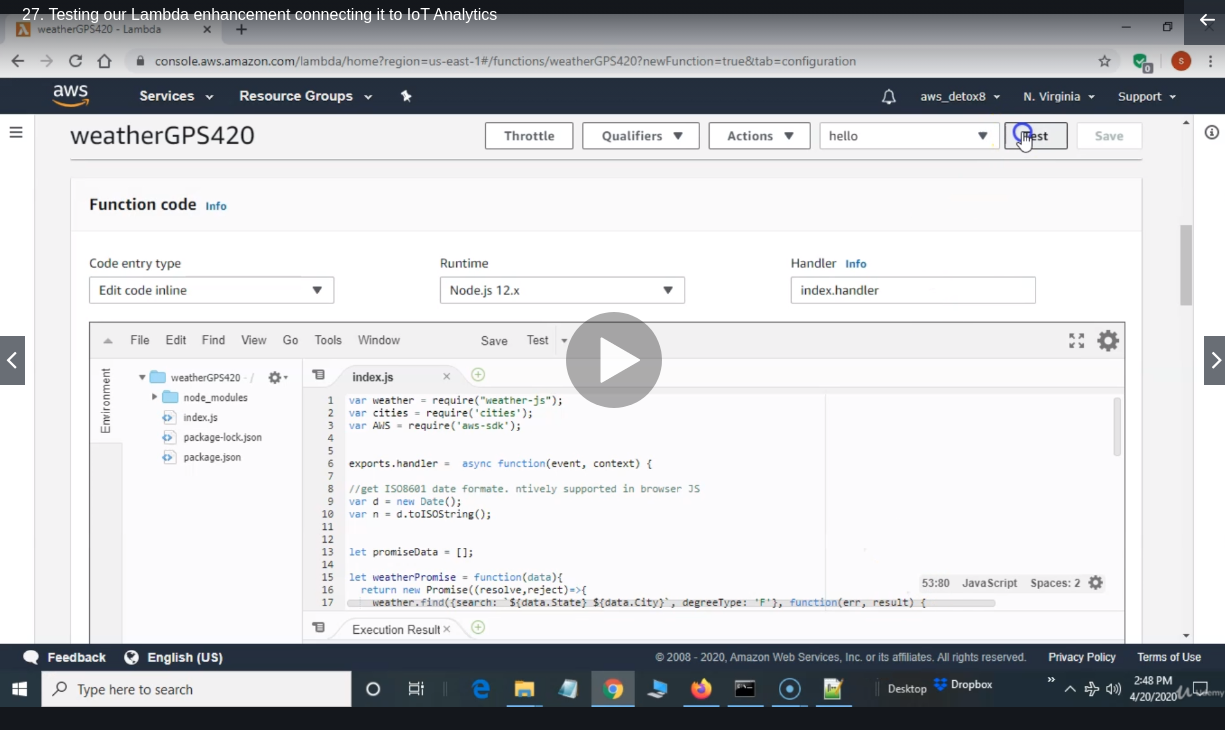 27. Testing our Lambda enhancement connecting it to IoT Analytics
weatherGPS420 - Lambda
console.aws.amazon.com/lambda/home?region=us-east-1#/functions/weatherGPS420?newFunction=true&tab=configuration
0
S
aws
Services
Resource Groups
aws_detox8
N. Virginia
Support
weatherGPS420
Throttle
Qualifiers
Actions
hello
Test
Save
Function code Info
Code entry type
Runtime
Handler Info
Edit code inline
Node.js 12.x
index.handler
File Edit Find View Go Tools Window Save Test
Environment
weatherGPS420 - /
node_modules
index.js
package-lock.json
package.json
index.js
1 var weather = require("weather-js");
2 var cities = require('cities');
3 var AWS = require('aws-sdk');
4
5
6 exports.handler =  async function(event, context) {
7
8 //get ISO8601 date formate. ntively supported in browser JS
9 var d = new Date();
10 var n = d.toISOString();
11
12
13 let promiseData = [];
14
15 let weatherPromise = function(data){
16 return new Promise((resolve,reject)=>{
17 weather.find({search: `${data.State} ${data.City}`, degreeType: 'F'}, function(err, result) {
53:80 JavaScript Spaces: 2
Execution Result
Feedback
English (US)
© 2008 - 2020, Amazon Web Services, Inc. or its affiliates. All rights reserved.
Privacy Policy
Terms of Use
Type here to search
Desktop
Dropbox
2:48 PM
4/20/2020
Udemy